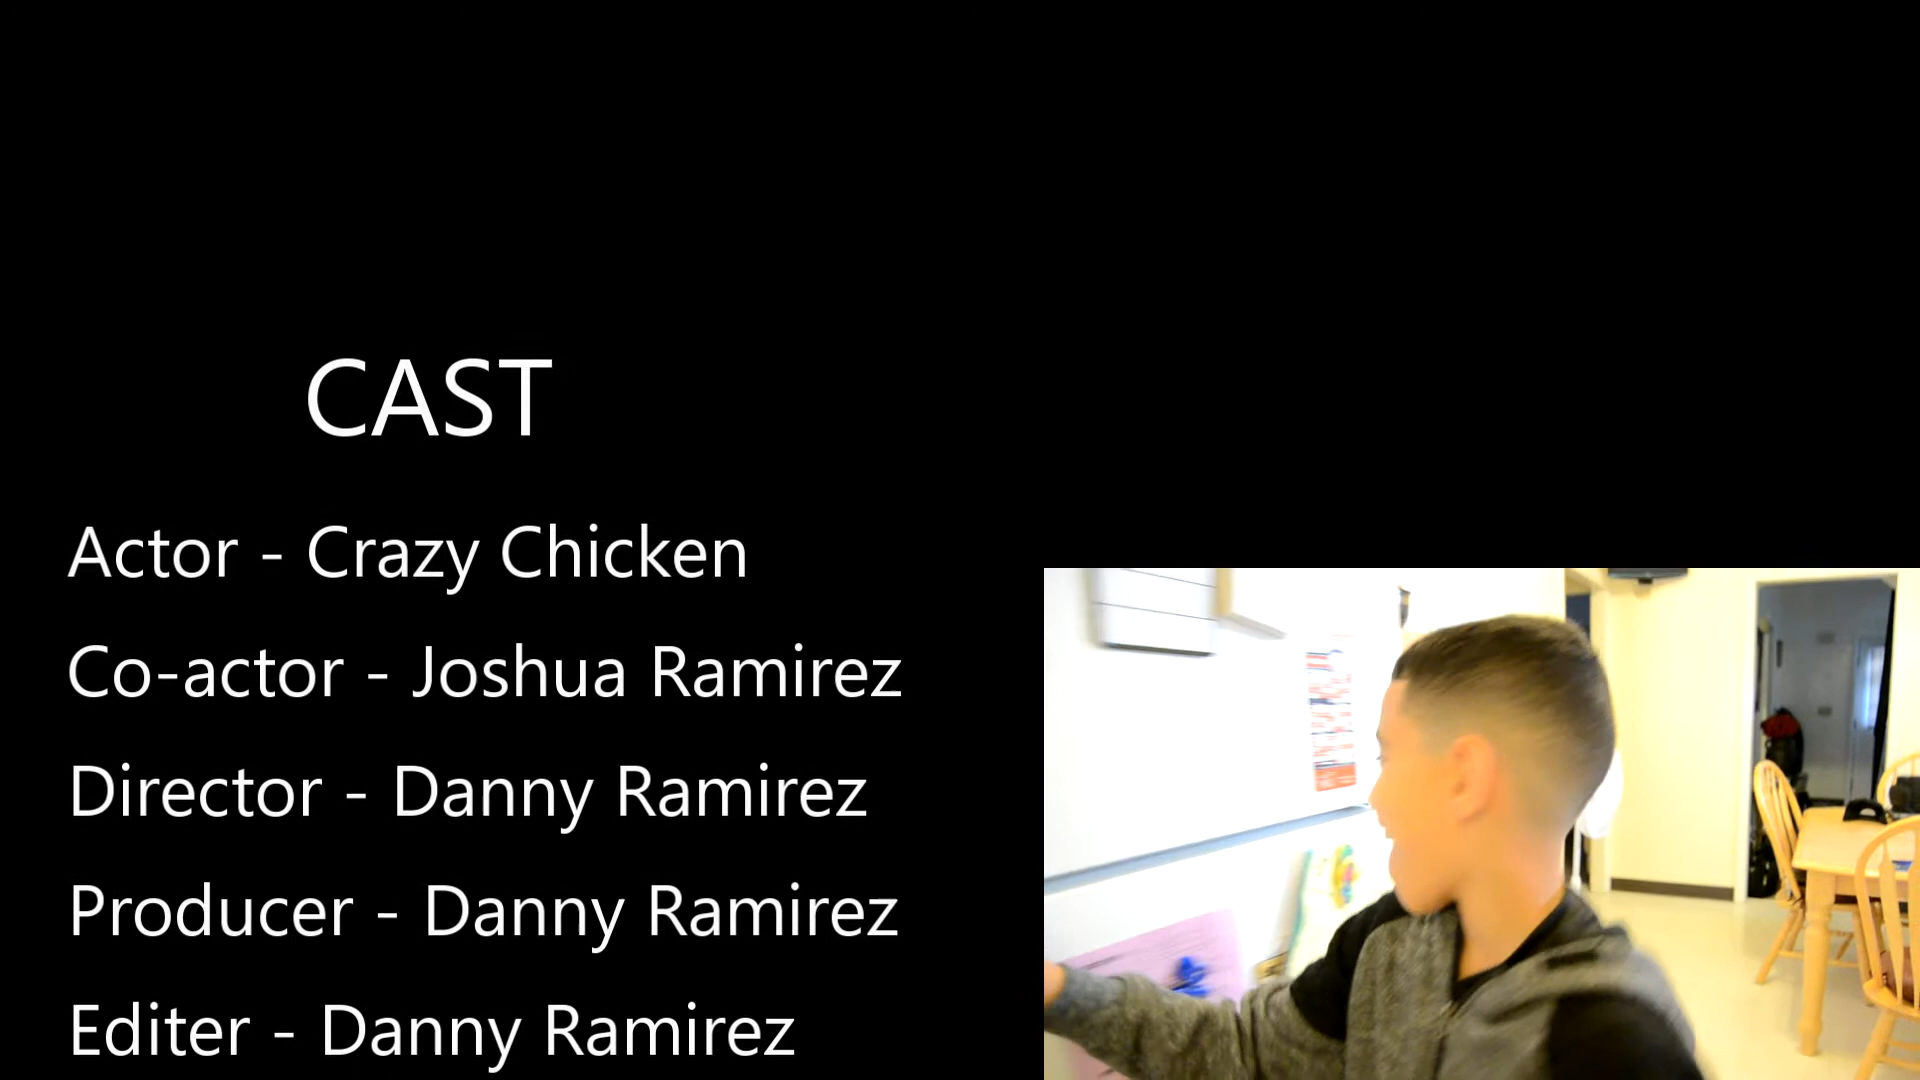 CAST
Actor - Crazy Chicken
Co-actor - Joshua Ramirez
Director - Danny Ramirez
Producer - Danny Ramirez
Editer - Danny Ramirez